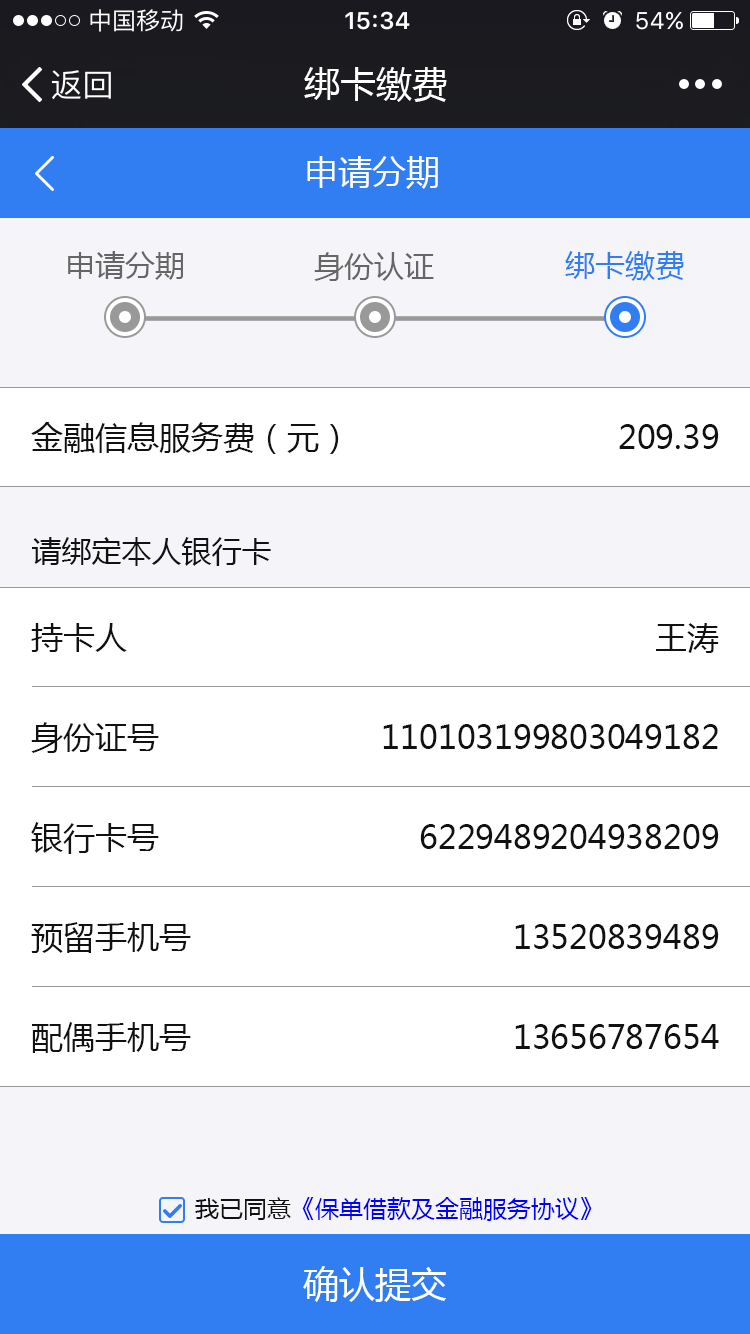 中国移动 15:34 54%
返回 绑卡缴费
申请分期
申请分期 身份认证 绑卡缴费
金融信息服务费（元） 209.39
请绑定本人银行卡
持卡人 王涛
身份证号 110103199803049182
银行卡号 6229489204938209
预留手机号 13520839489
配偶手机号 13656787654
我已同意《保单借款及金融服务协议》
确认提交